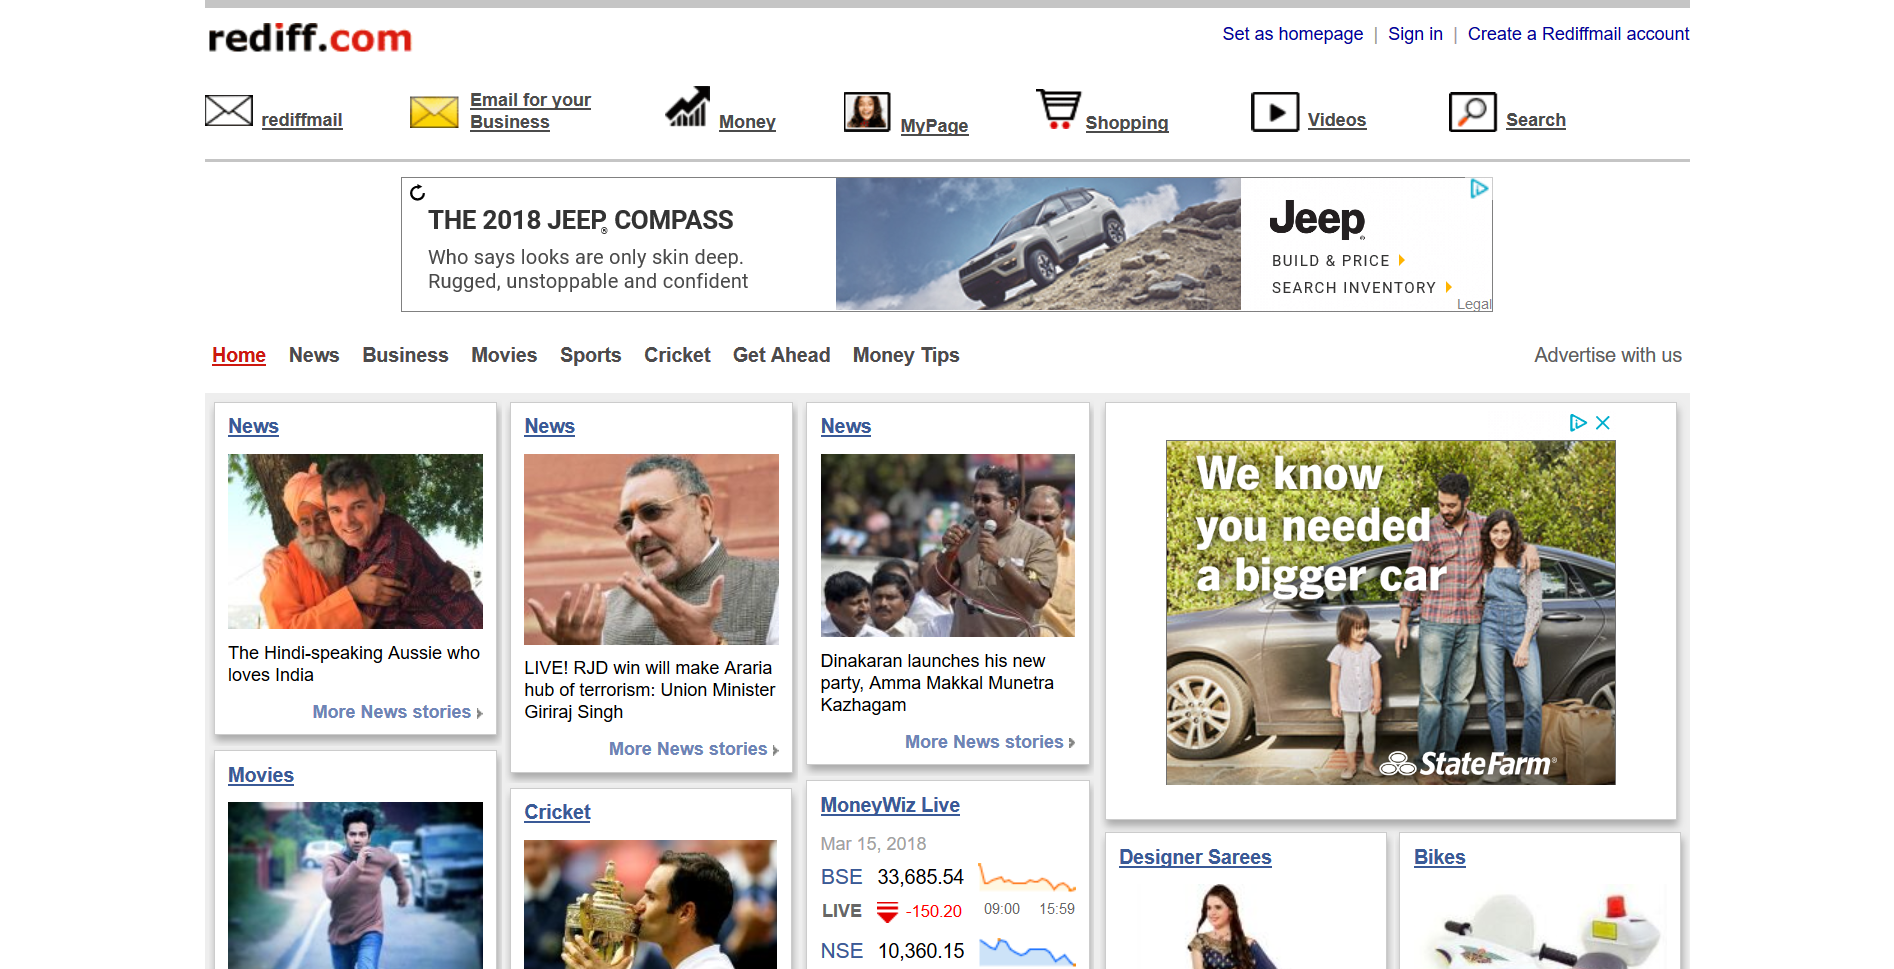 rediff.com
Set as homepage | Sign in | Create a Rediffmail account
rediffmail
Email for your
Business
Money
MyPage
Shopping
Videos
Search
THE 2018 JEEP® COMPASS
Who says looks are only skin deep.
Rugged, unstoppable and confident
Jeep
BUILD & PRICE
SEARCH INVENTORY
Legal
Home News Business Movies Sports Cricket Get Ahead Money Tips
Advertise with us
News
The Hindi-speaking Aussie who
loves India
More News stories
News
LIVE! RJD win will make Araria
hub of terrorism: Union Minister
Giriraj Singh
More News stories
News
Dinakaran launches his new
party, Amma Makkal Munetra
Kazhagam
More News stories
We know
you needed
a bigger car
StateFarm®
Movies
Cricket
MoneyWiz Live
Mar 15, 2018
BSE 33,685.54
LIVE -150.20 09:00 15:59
NSE 10,360.15
Designer Sarees
Bikes